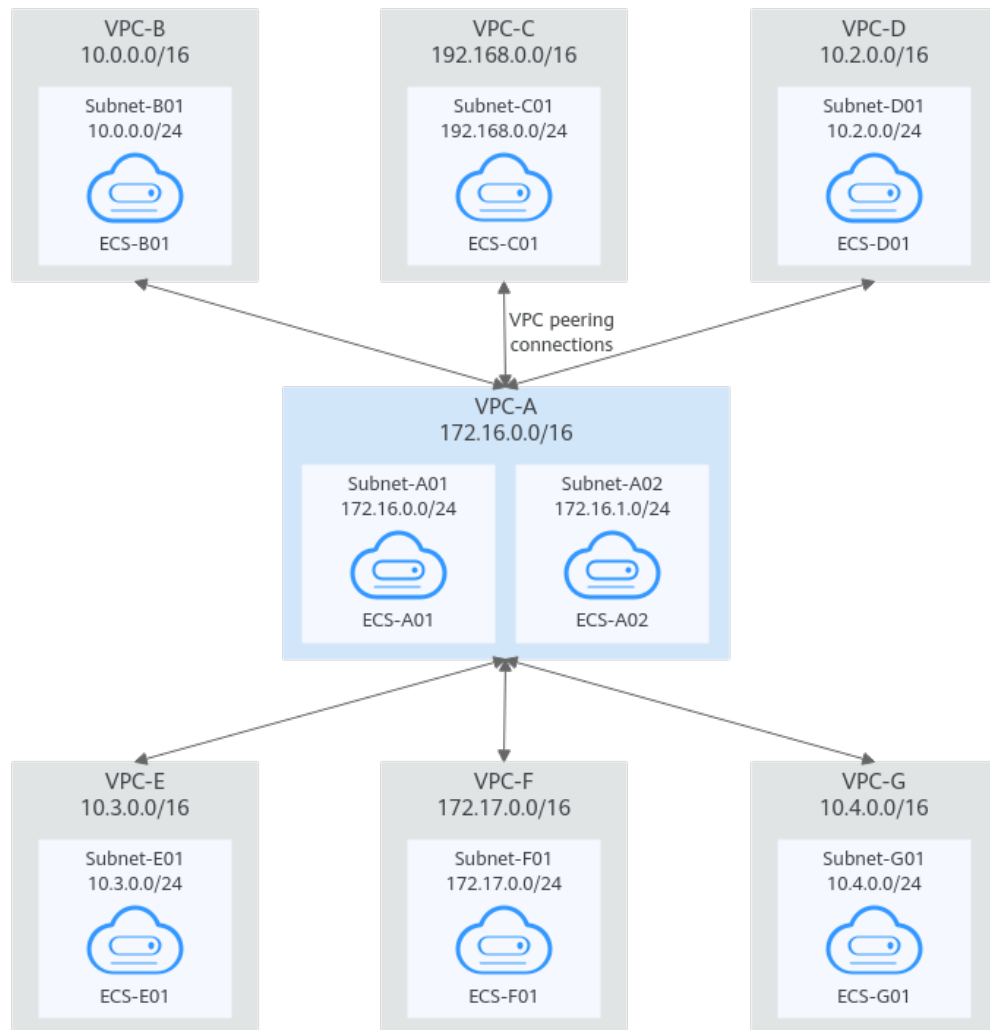 VPC-B
10.0.0.0/16
Subnet-B01
10.0.0.0/24
ECS-B01
VPC-C
192.168.0.0/16
Subnet-C01
192.168.0.0/24
ECS-C01
VPC-D
10.2.0.0/16
Subnet-D01
10.2.0.0/24
ECS-D01
VPC peering
connections
VPC-A
172.16.0.0/16
Subnet-A01
172.16.0.0/24
ECS-A01
Subnet-A02
172.16.1.0/24
ECS-A02
VPC-E
10.3.0.0/16
Subnet-E01
10.3.0.0/24
ECS-E01
VPC-F
172.17.0.0/16
Subnet-F01
172.17.0.0/24
ECS-F01
VPC-G
10.4.0.0/16
Subnet-G01
10.4.0.0/24
ECS-G01